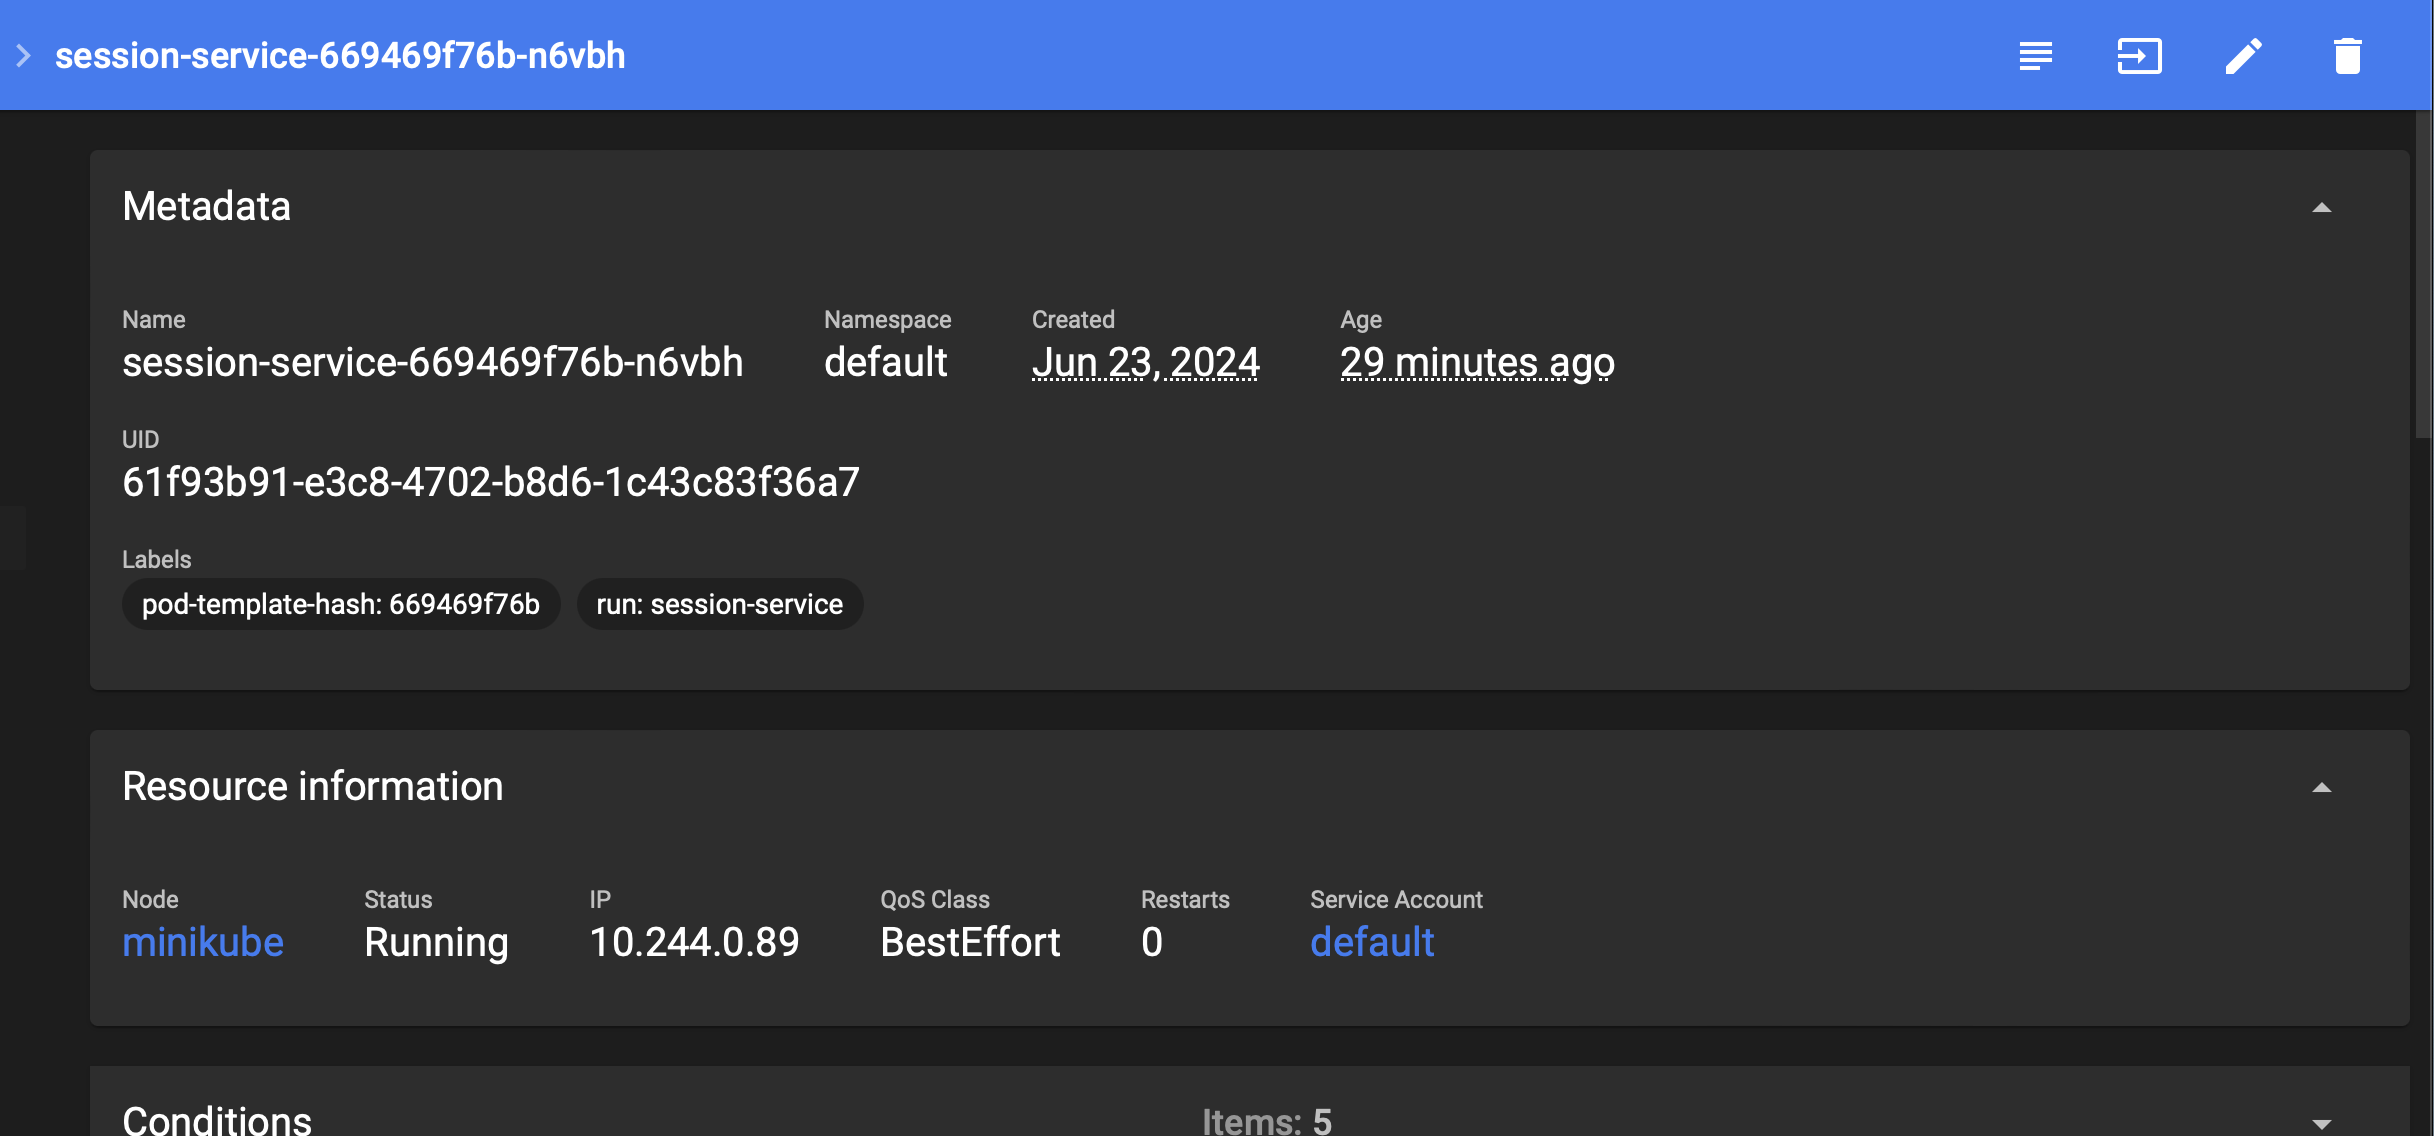 session-service-669469f76b-n6vbh
Metadata
Name Namespace Created Age
session-service-669469f76b-n6vbh default Jun 23, 2024 29 minutes ago
UID
61f93b91-e3c8-4702-b8d6-1c43c83f36a7
Labels
pod-template-hash: 669469f76b run: session-service
Resource information
Node Status IP QoS Class Restarts Service Account
minikube Running 10.244.0.89 BestEffort 0 default
Conditions Items: 5